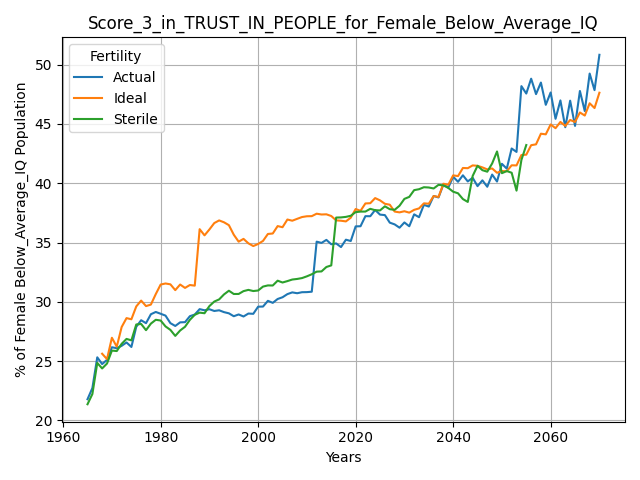 Score_3_in_TRUST_IN_PEOPLE_for_Female_Below_Average_IQ
Fertility
Actual
Ideal
Sterile
% of Female Below_Average_IQ Population
50
45
40
35
30
25
20
1960
1980
2000
2020
2040
2060
Years